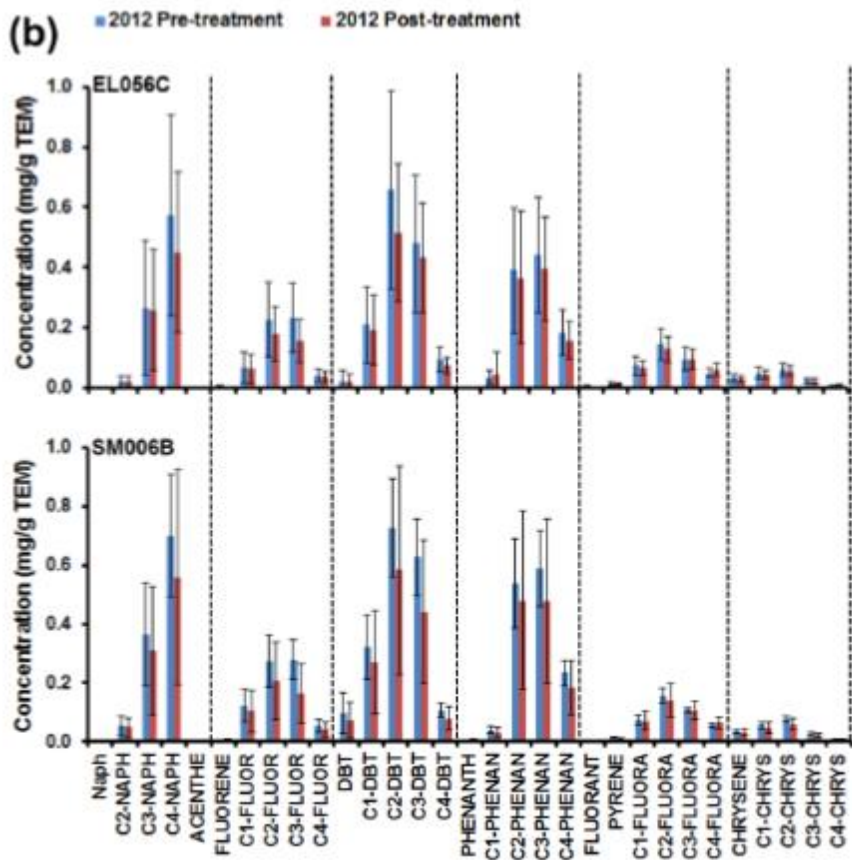 (b)
2012 Pre-treatment 2012 Post-treatment
EL056C
Concentration (mg/g TEM)
1.0
0.8
0.6
0.4
0.2
0.0
SM006B
Concentration (mg/g TEM)
1.0
0.8
0.6
0.4
0.2
0.0
Naph
C2-NAPH
C3-NAPH
C4-NAPH
ACENTHE
FLUORENE
C1-FLUOR
C2-FLUOR
C3-FLUOR
C4-FLUOR
DBT
C1-DBT
C2-DBT
C3-DBT
C4-DBT
PHENANTH
C1-PHENAN
C2-PHENAN
C3-PHENAN
C4-PHENAN
FLUORANT
PYRENE
C1-FLUORA
C2-FLUORA
C3-FLUORA
C4-FLUORA
CHRYSENE
C1-CHRYS
C2-CHRYS
C3-CHRYS
C4-CHRYS